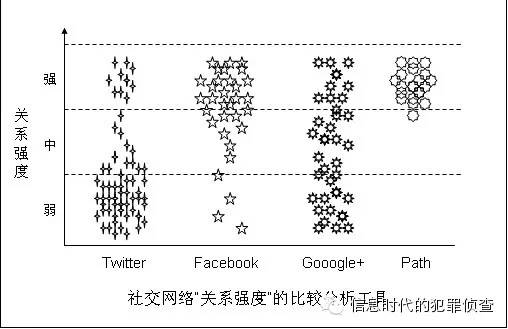 强
关系强度
中
弱
Twitter
Facebook
Gooogle+
Path
社交网络“关系强度”的比较分析工具
信息时代的犯罪侦查